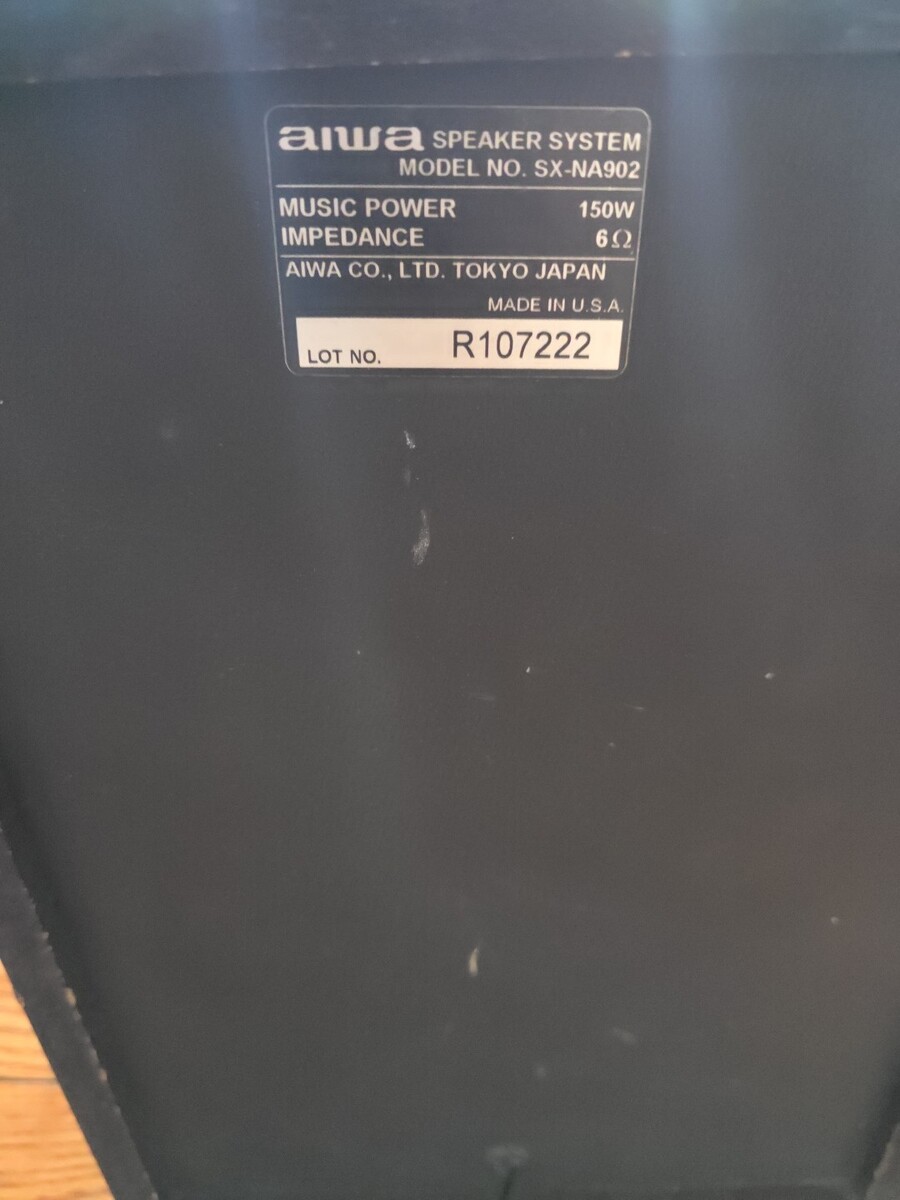 aiwa SPEAKER SYSTEM
MODEL NO. SX-NA902
MUSIC POWER 150W
IMPEDANCE 6Ω
AIWA CO., LTD. TOKYO JAPAN
MADE IN U.S.A.
LOT NO. R107222